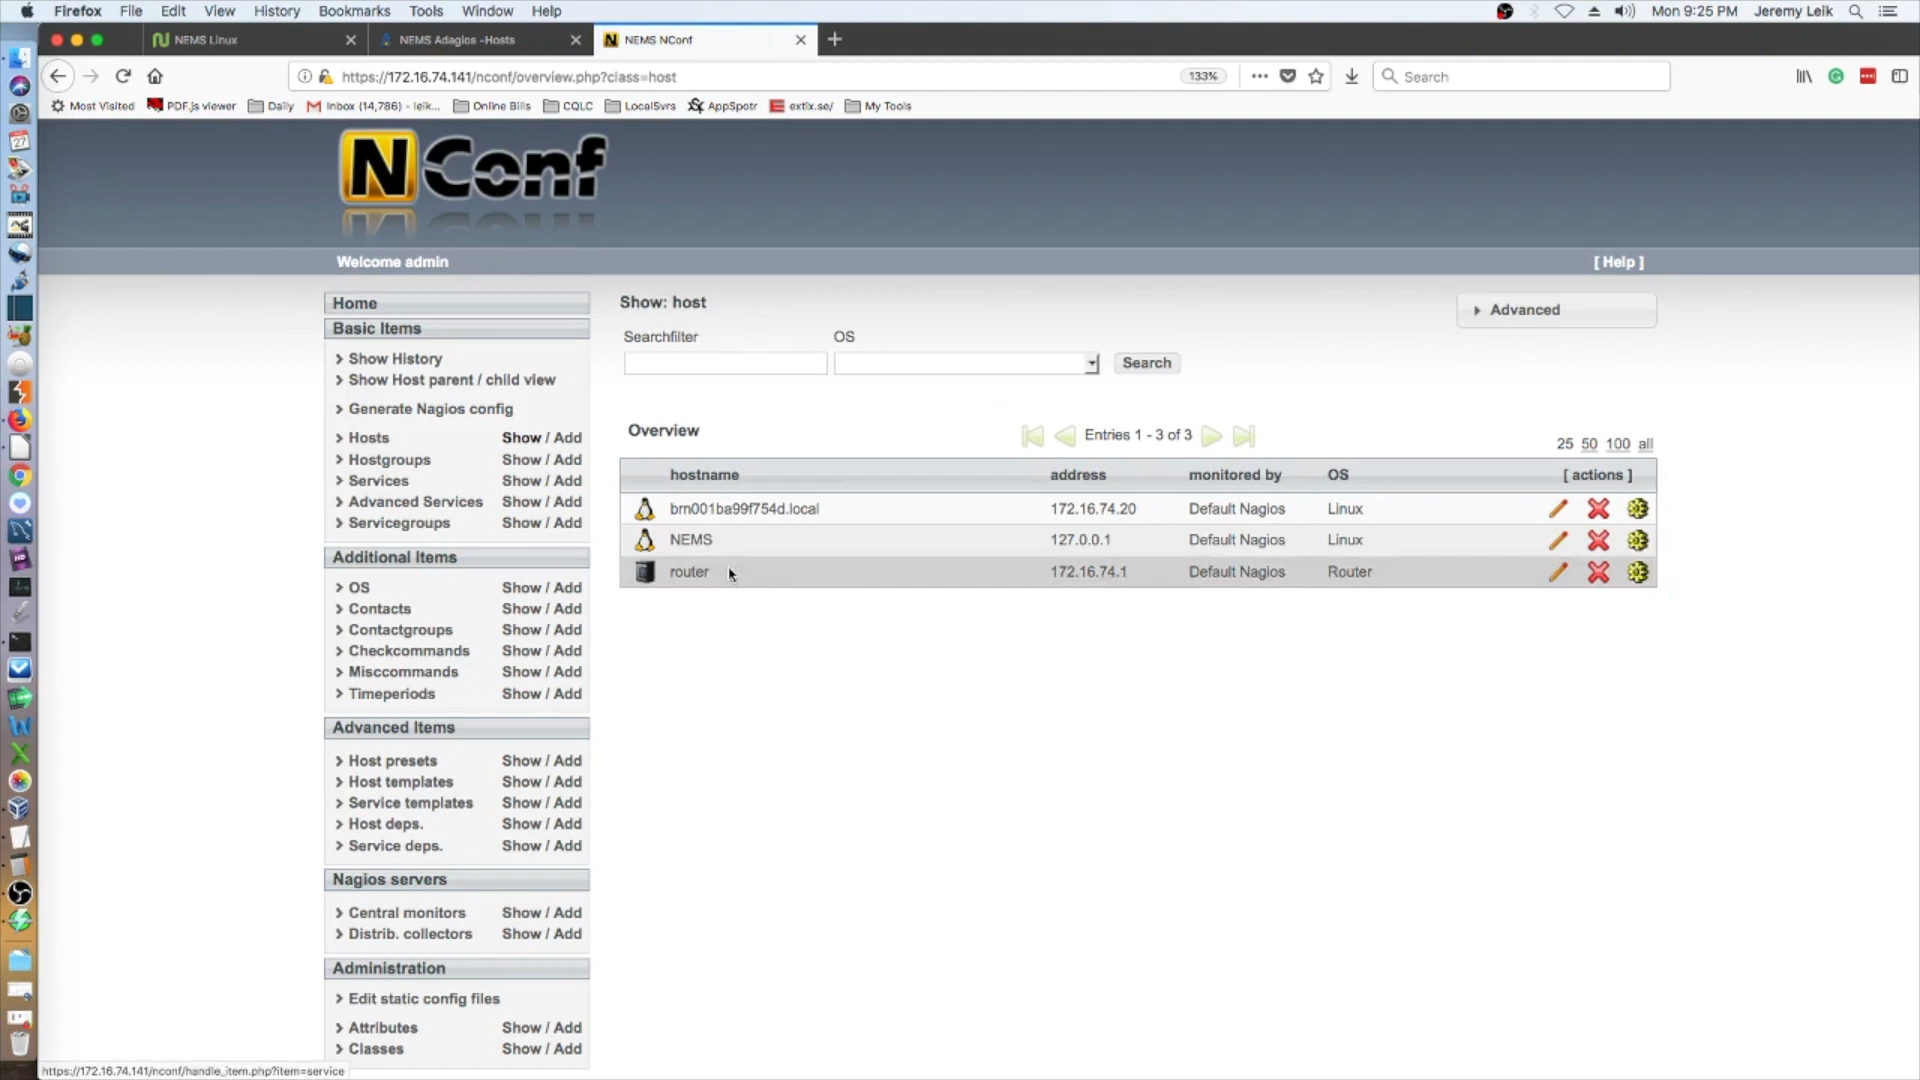 Firefox File Edit View History Bookmarks Tools Window Help Mon 9:25 PM Jeremy Leik
NEMS Linux NEMS Adagios -Hosts NEMS NConf
https://172.16.74.141/nconf/overview.php?class=host 133% Search
Most Visited PDF.js viewer Daily Inbox (14,786) - leik... Online Bills CQLC LocalSvrs AppSpotr extix.se/ My Tools
NConf
Welcome admin [ Help ]
Home
Basic Items
Show History
Show Host parent / child view
Generate Nagios config
Hosts Show / Add
Hostgroups Show / Add
Services Show / Add
Advanced Services Show / Add
Servicegroups Show / Add
Additional Items
OS Show / Add
Contacts Show / Add
Contactgroups Show / Add
Checkcommands Show / Add
Misccommands Show / Add
Timeperiods Show / Add
Advanced Items
Host presets Show / Add
Host templates Show / Add
Service templates Show / Add
Host deps. Show / Add
Service deps. Show / Add
Nagios servers
Central monitors Show / Add
Distrib. collectors Show / Add
Administration
Edit static config files
Attributes Show / Add
Classes Show / Add
Show: host
Advanced
Searchfilter OS
Search
Overview Entries 1 - 3 of 3 25 50 100 all
hostname address monitored by OS [ actions ]
brn001ba99f754d.local 172.16.74.20 Default Nagios Linux
NEMS 127.0.0.1 Default Nagios Linux
router 172.16.74.1 Default Nagios Router
https://172.16.74.141/nconf/handle_item.php?item=service
27